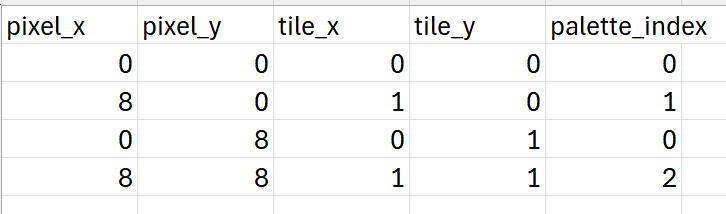 pixel_x pixel_y tile_x tile_y palette_index
0 0 0 0 0
8 0 1 0 1
0 8 0 1 0
8 8 1 1 2